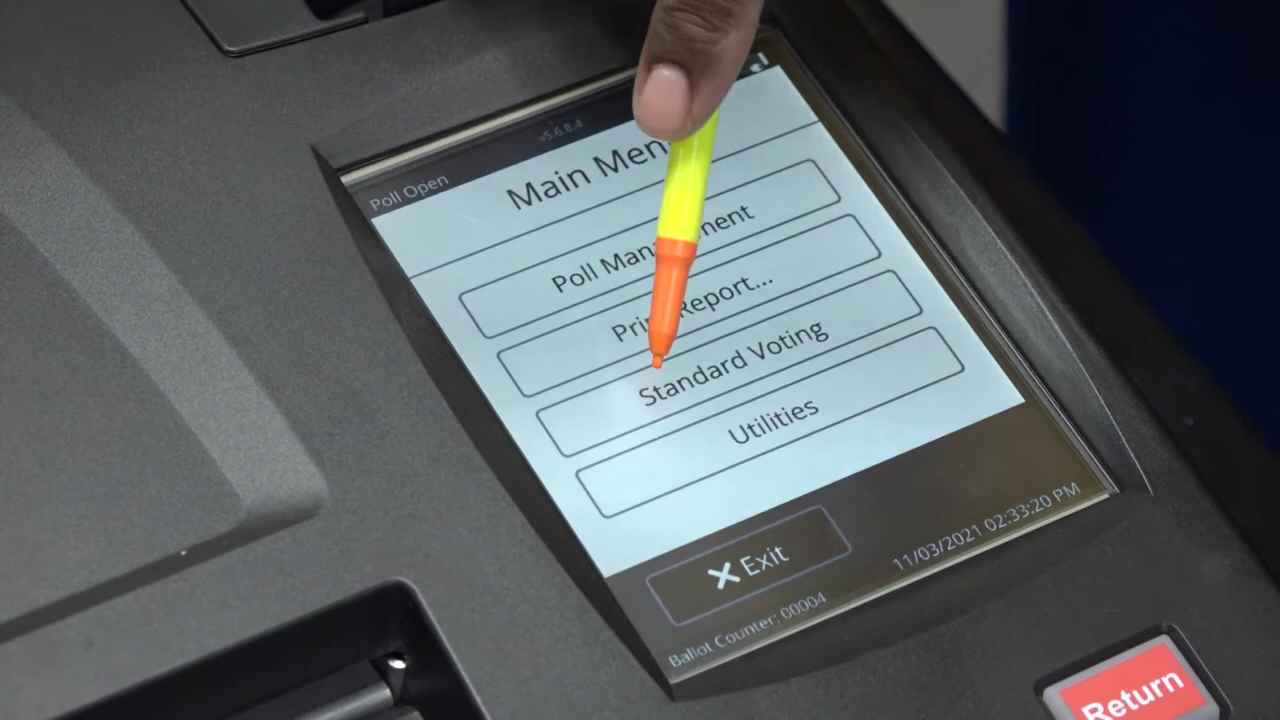 v5.6.8.4
Poll Open
Main Men
Poll Man ment
Pri Report...
Standard Voting
Utilities
Exit
11/03/2021 02:33:20 PM
Ballot Counter: 00004
Return